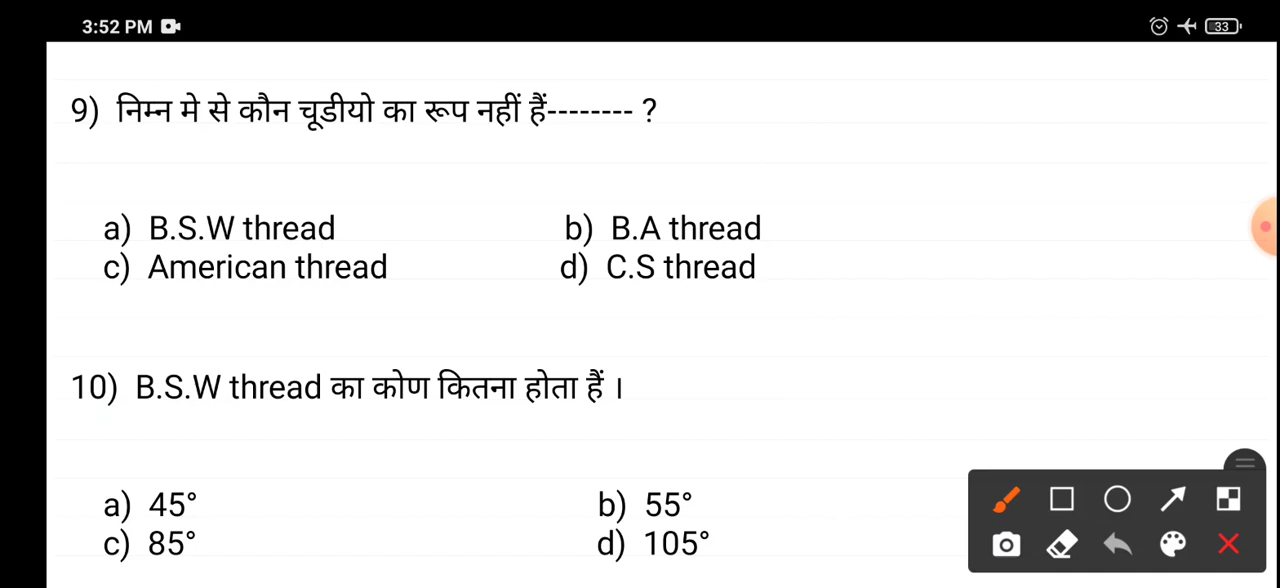 3:52 PM
33
9) निम्न मे से कौन चूडीयो का रूप नहीं हैं-------- ?
a) B.S.W thread b) B.A thread
c) American thread d) C.S thread
10) B.S.W thread का कोण कितना होता हैं ।
a) 45° b) 55°
c) 85° d) 105°